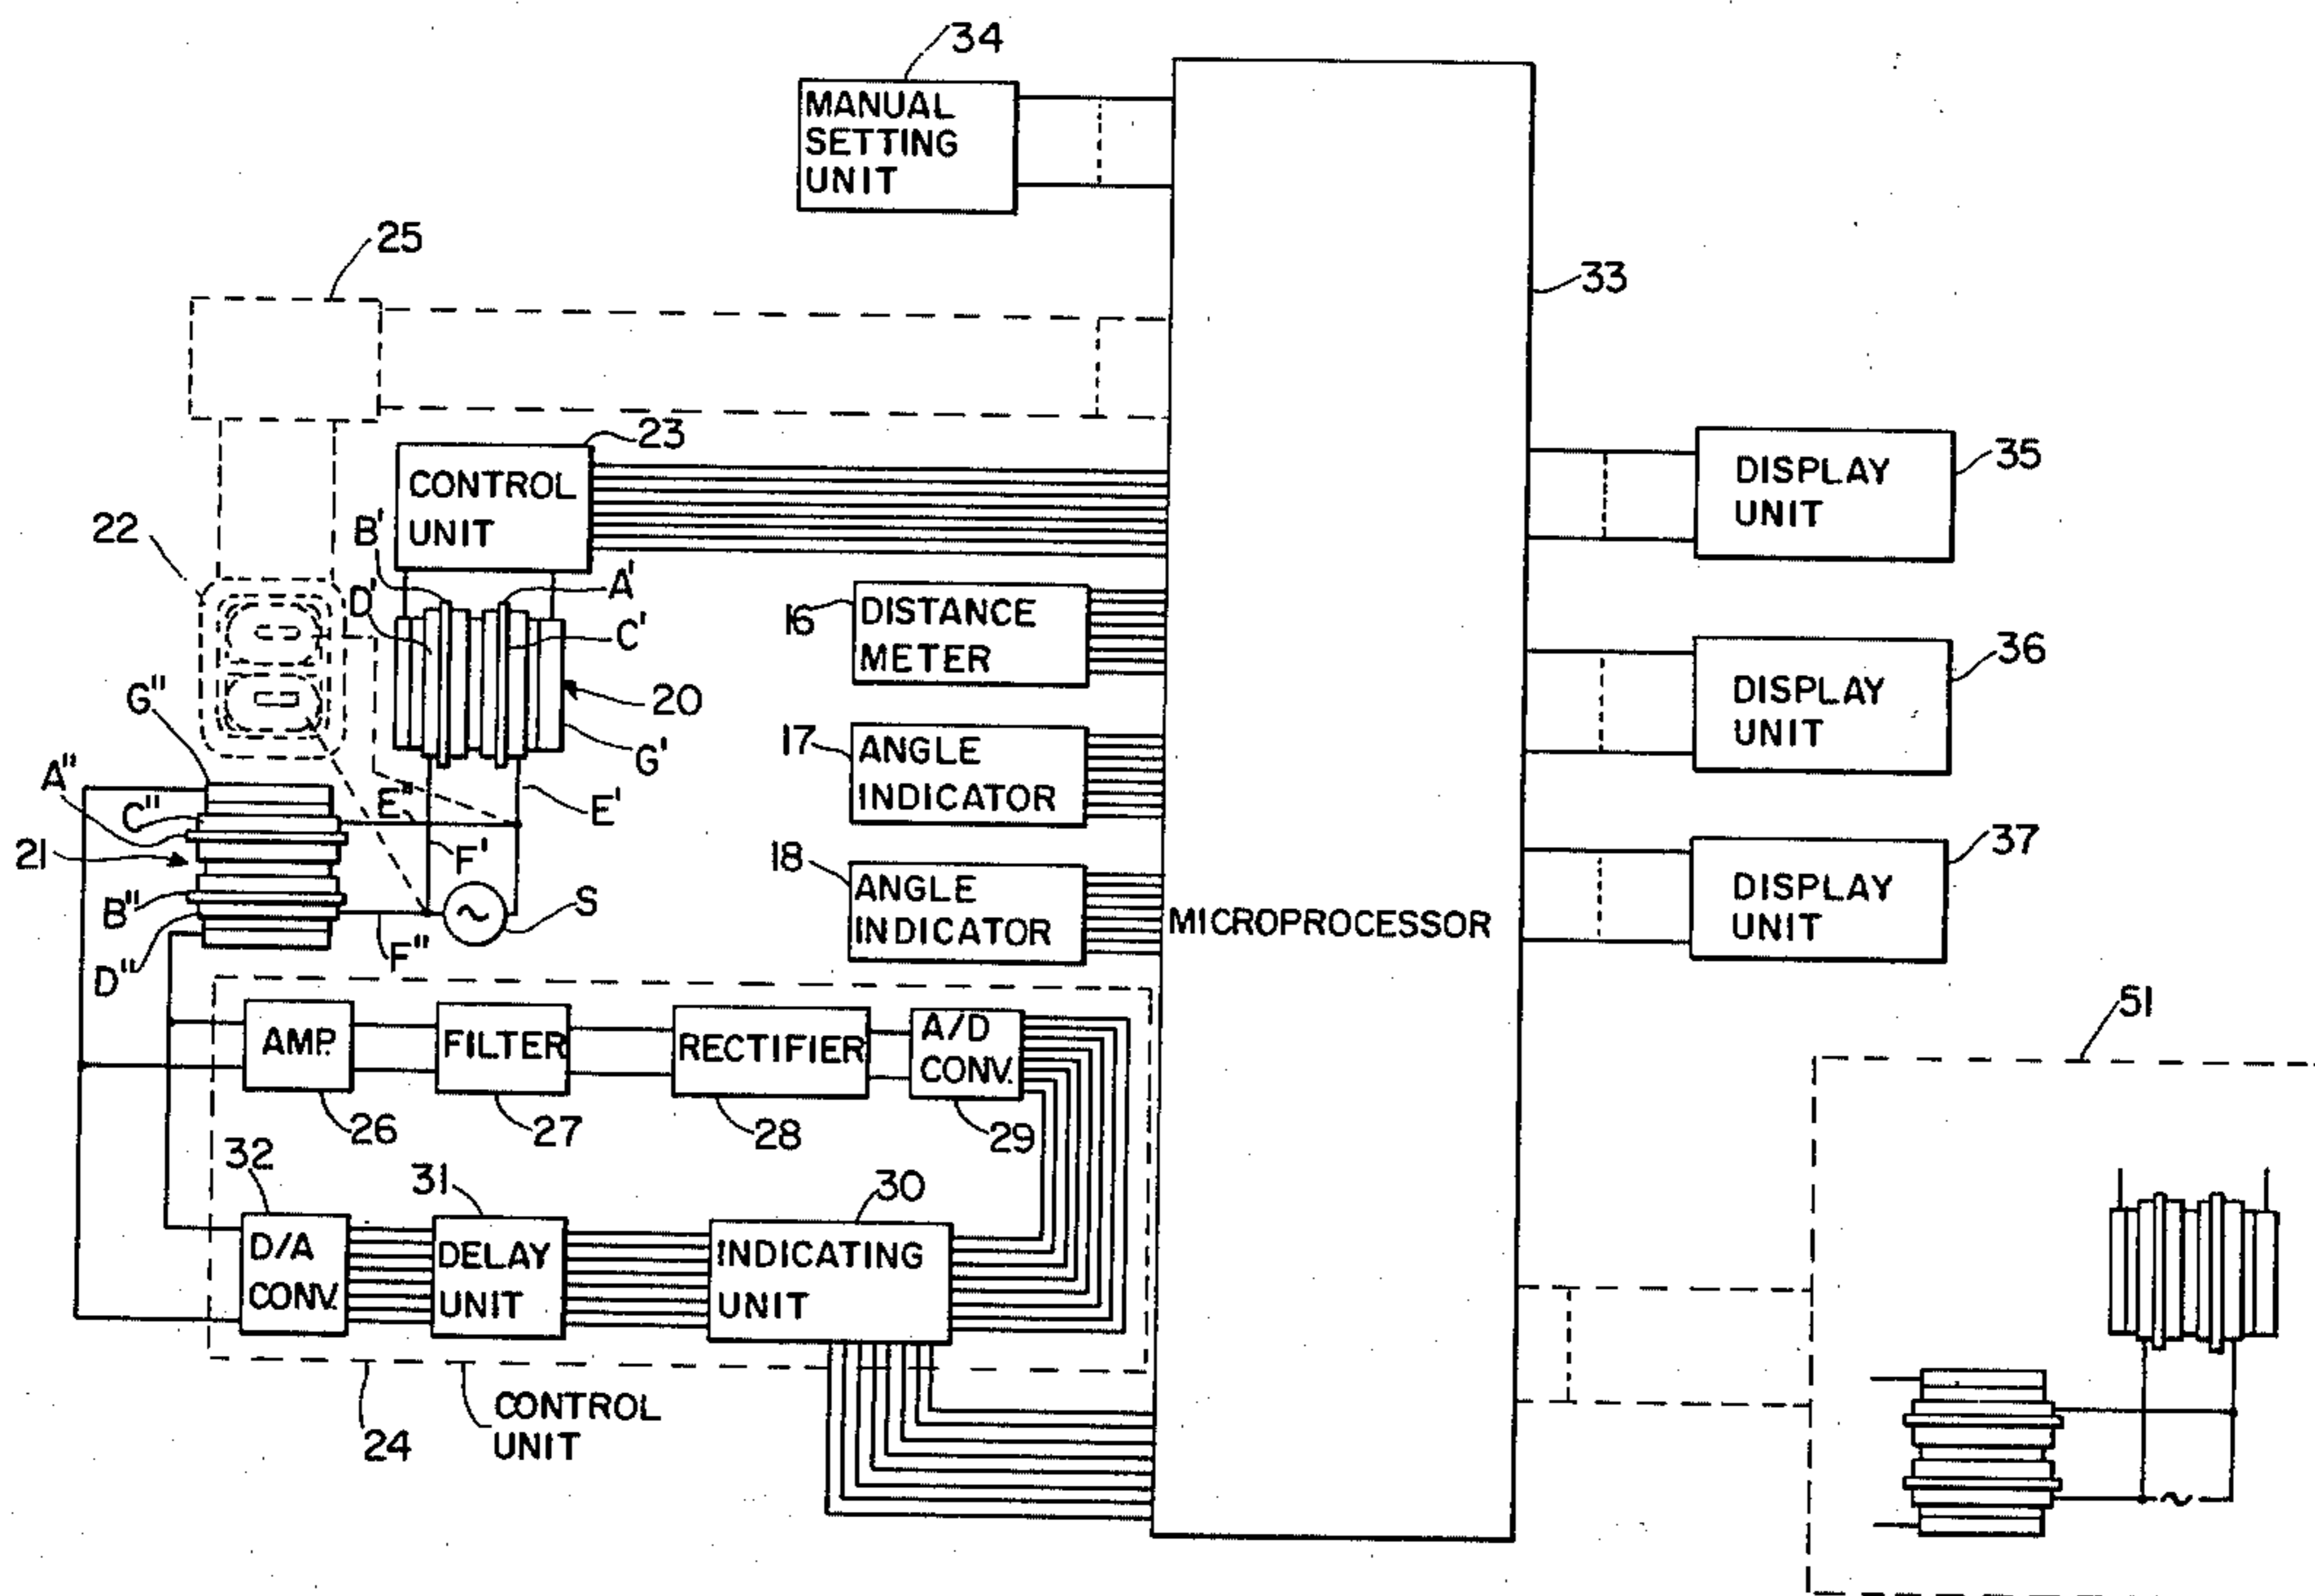 34
MANUAL
SETTING
UNIT
25
33
23
CONTROL
UNIT
35
DISPLAY
UNIT
22
B'
D'
A'
C'
16
DISTANCE
METER
36
DISPLAY
UNIT
20
G"
G'
17
ANGLE
INDICATOR
A"
C"
E"
E'
21
F'
18
ANGLE
INDICATOR
37
DISPLAY
UNIT
B"
S
MICROPROCESSOR
D"
F"
51
AMP.
FILTER
RECTIFIER
A/D
CONV.
26
27
28
29
32
31
30
D/A
CONV.
DELAY
UNIT
INDICATING
UNIT
24
CONTROL
UNIT